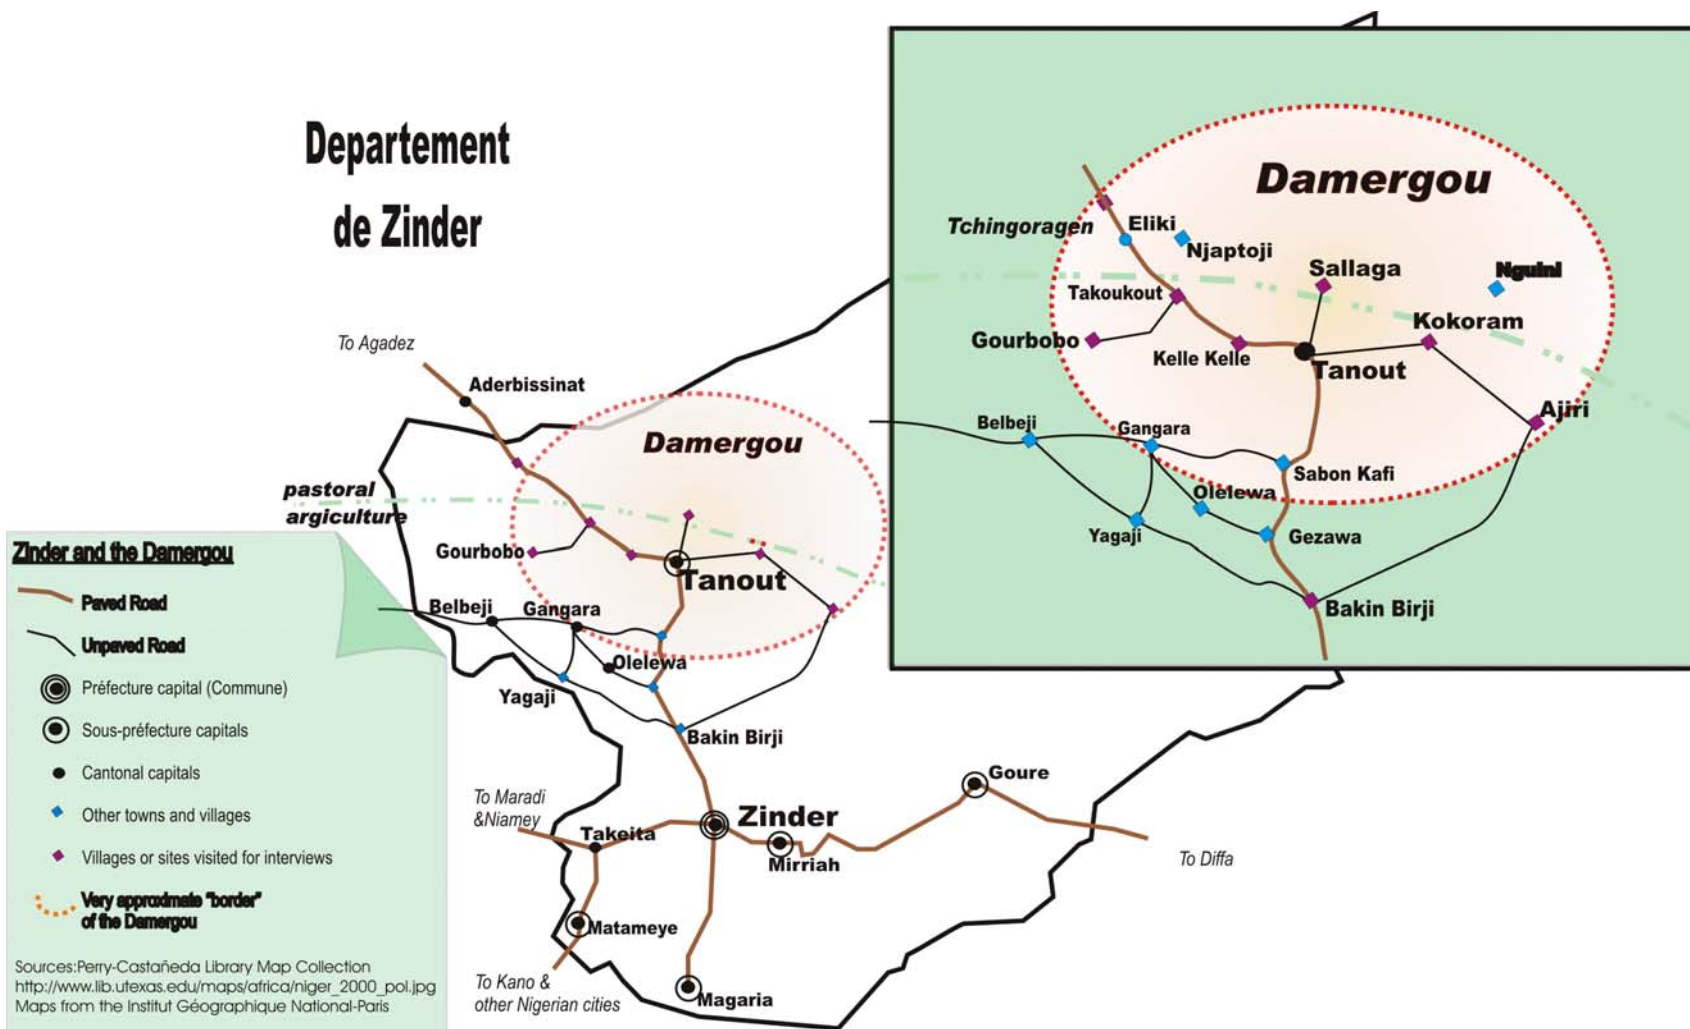 Departement
de Zinder
To Agadez
Aderbissinat
Damergou
pastoral
argiculture
Gourbobo
Tanout
Belbeji
Gangara
Olelewa
Yagaji
Bakin Birji
To Maradi
&Niamey
Takeita
Zinder
Mirriah
Goure
To Diffa
Matameye
To Kano &
other Nigerian cities
Magaria
Zinder and the Damergou
Paved Road
Unpaved Road
Préfecture capital (Commune)
Sous-préfecture capitals
Cantonal capitals
Other towns and villages
Villages or sites visited for interviews
Very approximate "border"
of the Damergou
Sources:Perry-Castañeda Library Map Collection
http://www.lib.utexas.edu/maps/africa/niger_2000_pol.jpg
Maps from the Institut Géographique National-Paris
Damergou
Tchingoragen
Eliki
Njaptoji
Sallaga
Nguini
Takoukout
Gourbobo
Kelle Kelle
Kokoram
Tanout
Ajiri
Belbeji
Gangara
Sabon Kafi
Olelewa
Yagaji
Gezawa
Bakin Birji